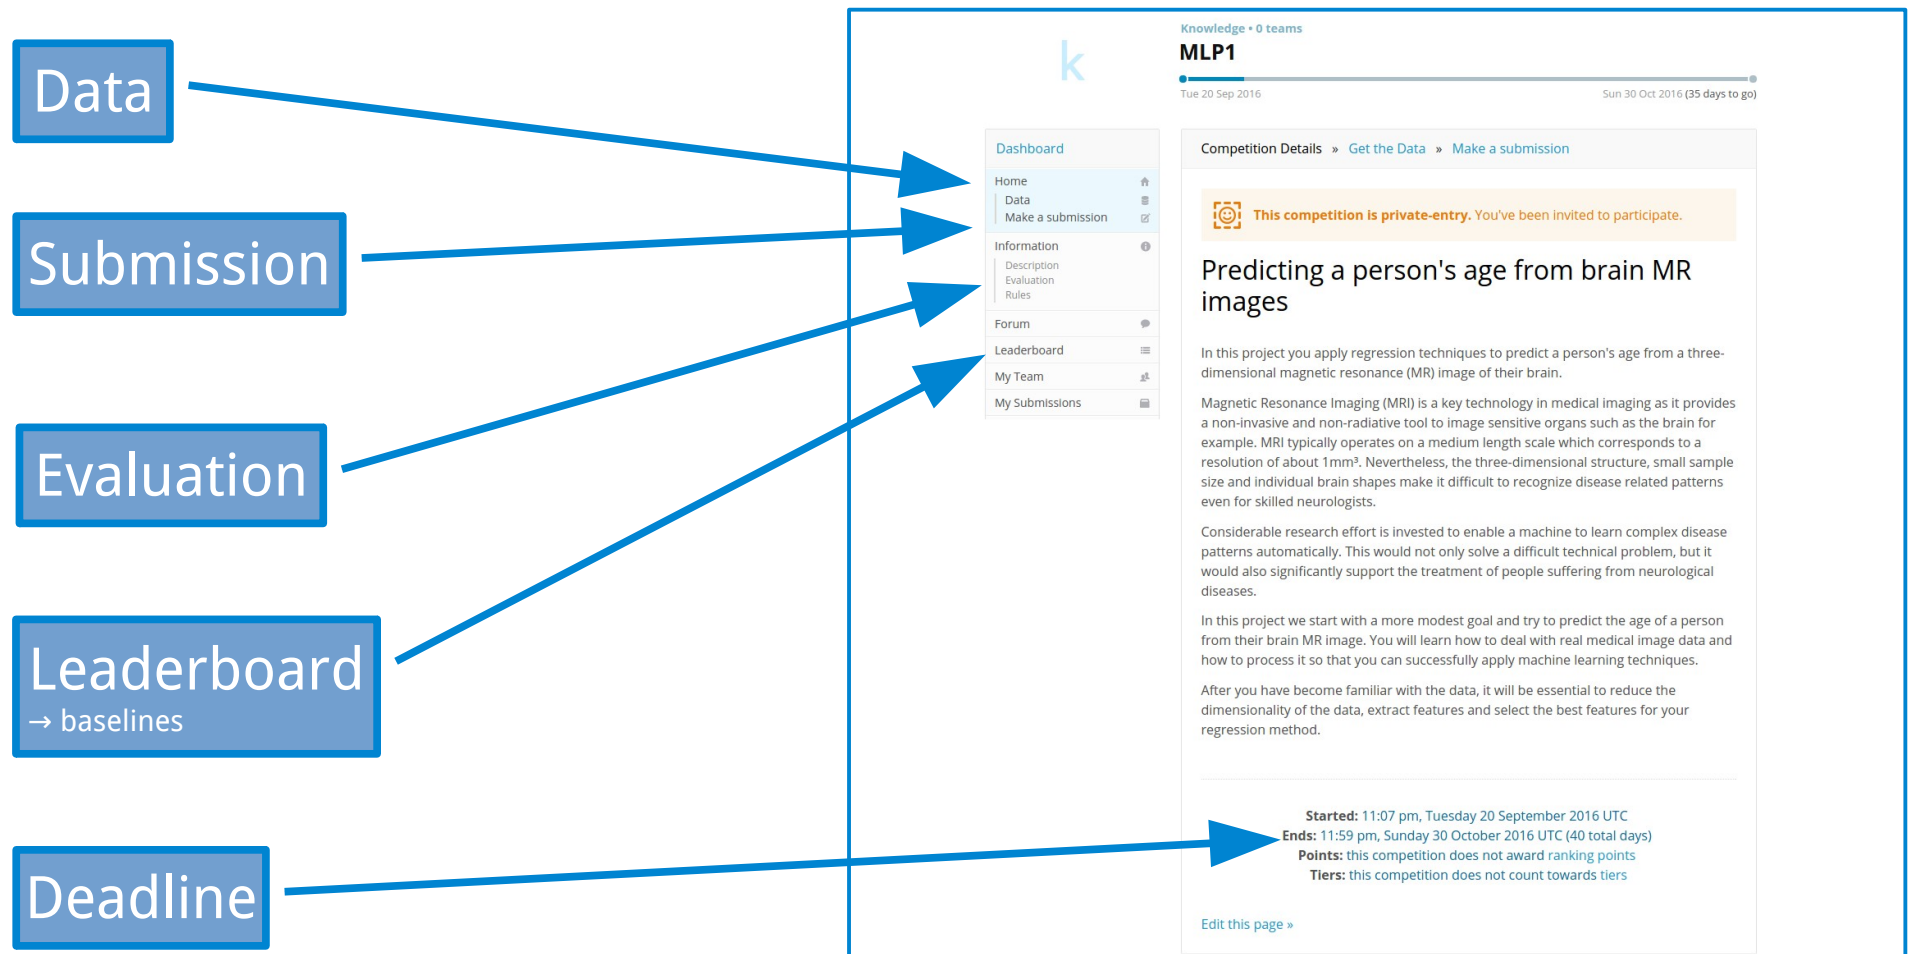 Data
Submission
Evaluation
Leaderboard
→ baselines
Deadline
k
Knowledge • 0 teams
MLP1
Tue 20 Sep 2016
Sun 30 Oct 2016 (35 days to go)
Dashboard
Home
Data
Make a submission
Information
Description
Evaluation
Rules
Forum
Leaderboard
My Team
My Submissions
Competition Details » Get the Data » Make a submission
This competition is private-entry. You've been invited to participate.
Predicting a person's age from brain MR
images
In this project you apply regression techniques to predict a person's age from a three-
dimensional magnetic resonance (MR) image of their brain.
Magnetic Resonance Imaging (MRI) is a key technology in medical imaging as it provides
a non-invasive and non-radiative tool to image sensitive organs such as the brain for
example. MRI typically operates on a medium length scale which corresponds to a
resolution of about 1mm³. Nevertheless, the three-dimensional structure, small sample
size and individual brain shapes make it difficult to recognize disease related patterns
even for skilled neurologists.
Considerable research effort is invested to enable a machine to learn complex disease
patterns automatically. This would not only solve a difficult technical problem, but it
would also significantly support the treatment of people suffering from neurological
diseases.
In this project we start with a more modest goal and try to predict the age of a person
from their brain MR image. You will learn how to deal with real medical image data and
how to process it so that you can successfully apply machine learning techniques.
After you have become familiar with the data, it will be essential to reduce the
dimensionality of the data, extract features and select the best features for your
regression method.
Started: 11:07 pm, Tuesday 20 September 2016 UTC
Ends: 11:59 pm, Sunday 30 October 2016 UTC (40 total days)
Points: this competition does not award ranking points
Tiers: this competition does not count towards tiers
Edit this page »